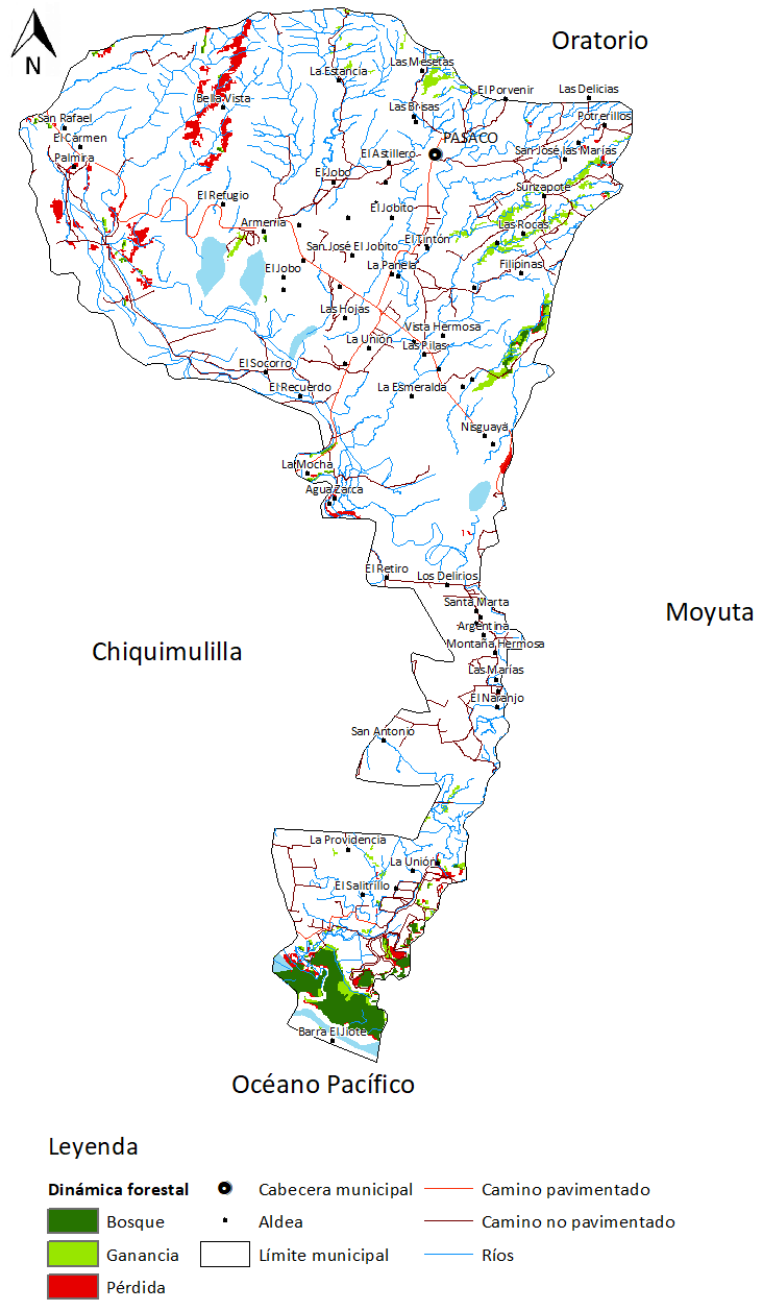 N
Oratorio
Las Mesetas
La Estancia
El Porvenir
Las Delicias
Bella Vista
Las Brisas
Potrerillos
San Rafael
El Carmen
PASACO
Palmira
El Astillero
San José las Marías
El Jobo
Sunzapote
El Refugio
El Jobito
Armenia
Las Rocas
San José El Jobito
El Tintón
El Jobo
La Panela
Filipinas
Las Hojas
Vista Hermosa
La Unión
Las Pilas
El Socorro
El Recuerdo
La Esmeralda
Nisguaya
La Mocha
Agua Zarca
El Retiro
Los Delirios
Santa Marta
Moyuta
Argentina
Chiquimulilla
Montaña Hermosa
Las Marías
El Naranjo
San Antonio
La Providencia
La Unión
El Salitrillo
Barra El Jiote
Océano Pacífico
Leyenda
Dinámica forestal
Cabecera municipal
Camino pavimentado
Bosque
Aldea
Camino no pavimentado
Ganancia
Límite municipal
Ríos
Pérdida